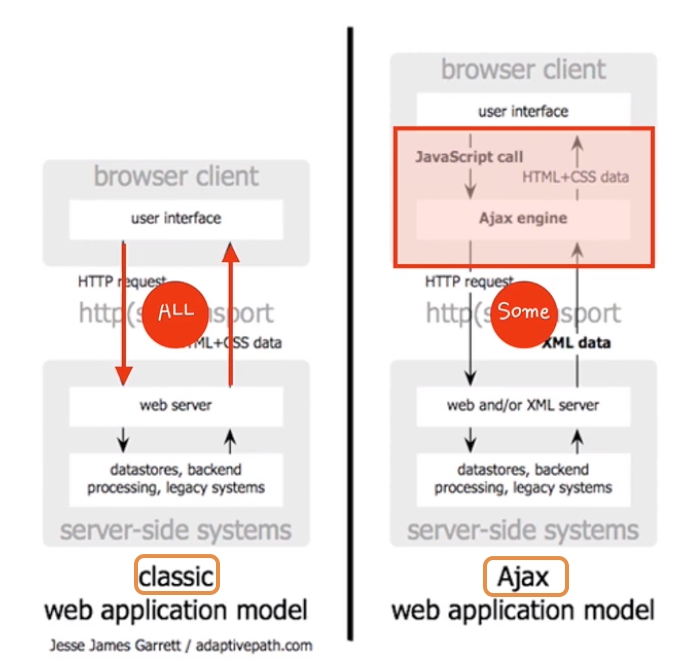 browser client
user interface
HTTP request
http(s nsport
ALL
ML+CSS data
web server
datastores, backend
processing, legacy systems
server-side systems
classic
web application model
Jesse James Garrett / adaptivepath.com
browser client
user interface
JavaScript call
HTML+CSS data
Ajax engine
HTTP request
http(s sport
Some
XML data
web and/or XML server
datastores, backend
processing, legacy systems
server-side systems
Ajax
web application model